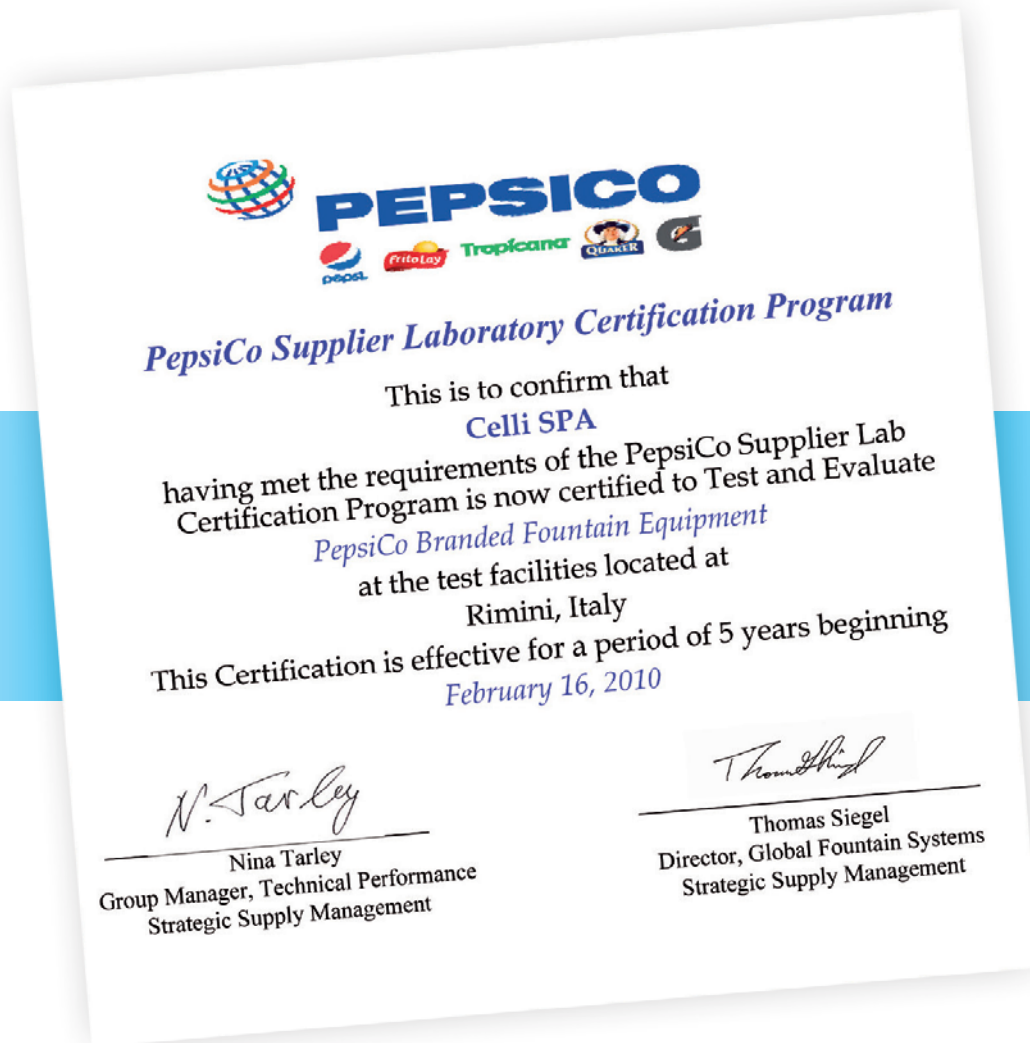 PEPSICO
pepsi. FritoLay Tropicana QUAKER G
PepsiCo Supplier Laboratory Certification Program
This is to confirm that
Celli SPA
having met the requirements of the PepsiCo Supplier Lab
Certification Program is now certified to Test and Evaluate
PepsiCo Branded Fountain Equipment
at the test facilities located at
Rimini, Italy
This Certification is effective for a period of 5 years beginning
February 16, 2010
N. Tarley
Nina Tarley
Group Manager, Technical Performance
Strategic Supply Management
Thomas Siegel
Director, Global Fountain Systems
Strategic Supply Management